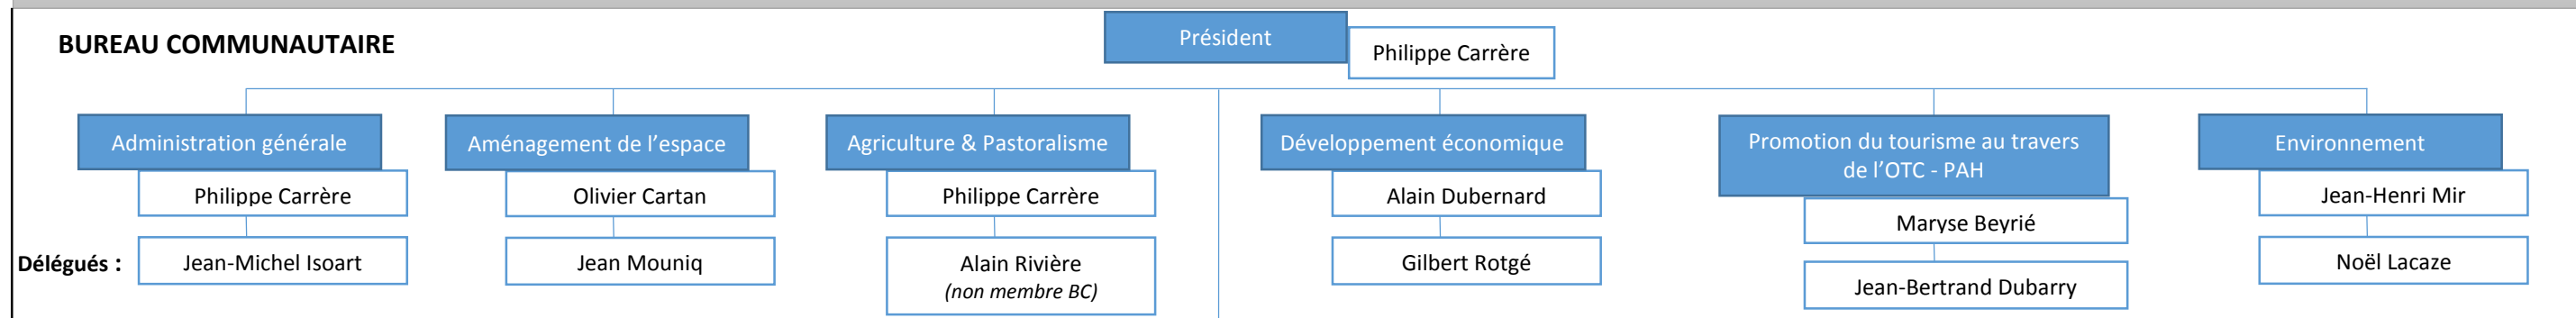 BUREAU COMMUNAUTAIRE
Président
Philippe Carrère
Administration générale
Philippe Carrère
Aménagement de l’espace
Olivier Cartan
Agriculture & Pastoralisme
Philippe Carrère
Développement économique
Alain Dubernard
Promotion du tourisme au travers
de l’OTC - PAH
Maryse Beyrié
Environnement
Jean-Henri Mir
Délégués :
Jean-Michel Isoart
Jean Mouniq
Alain Rivière
(non membre BC)
Gilbert Rotgé
Jean-Bertrand Dubarry
Noël Lacaze